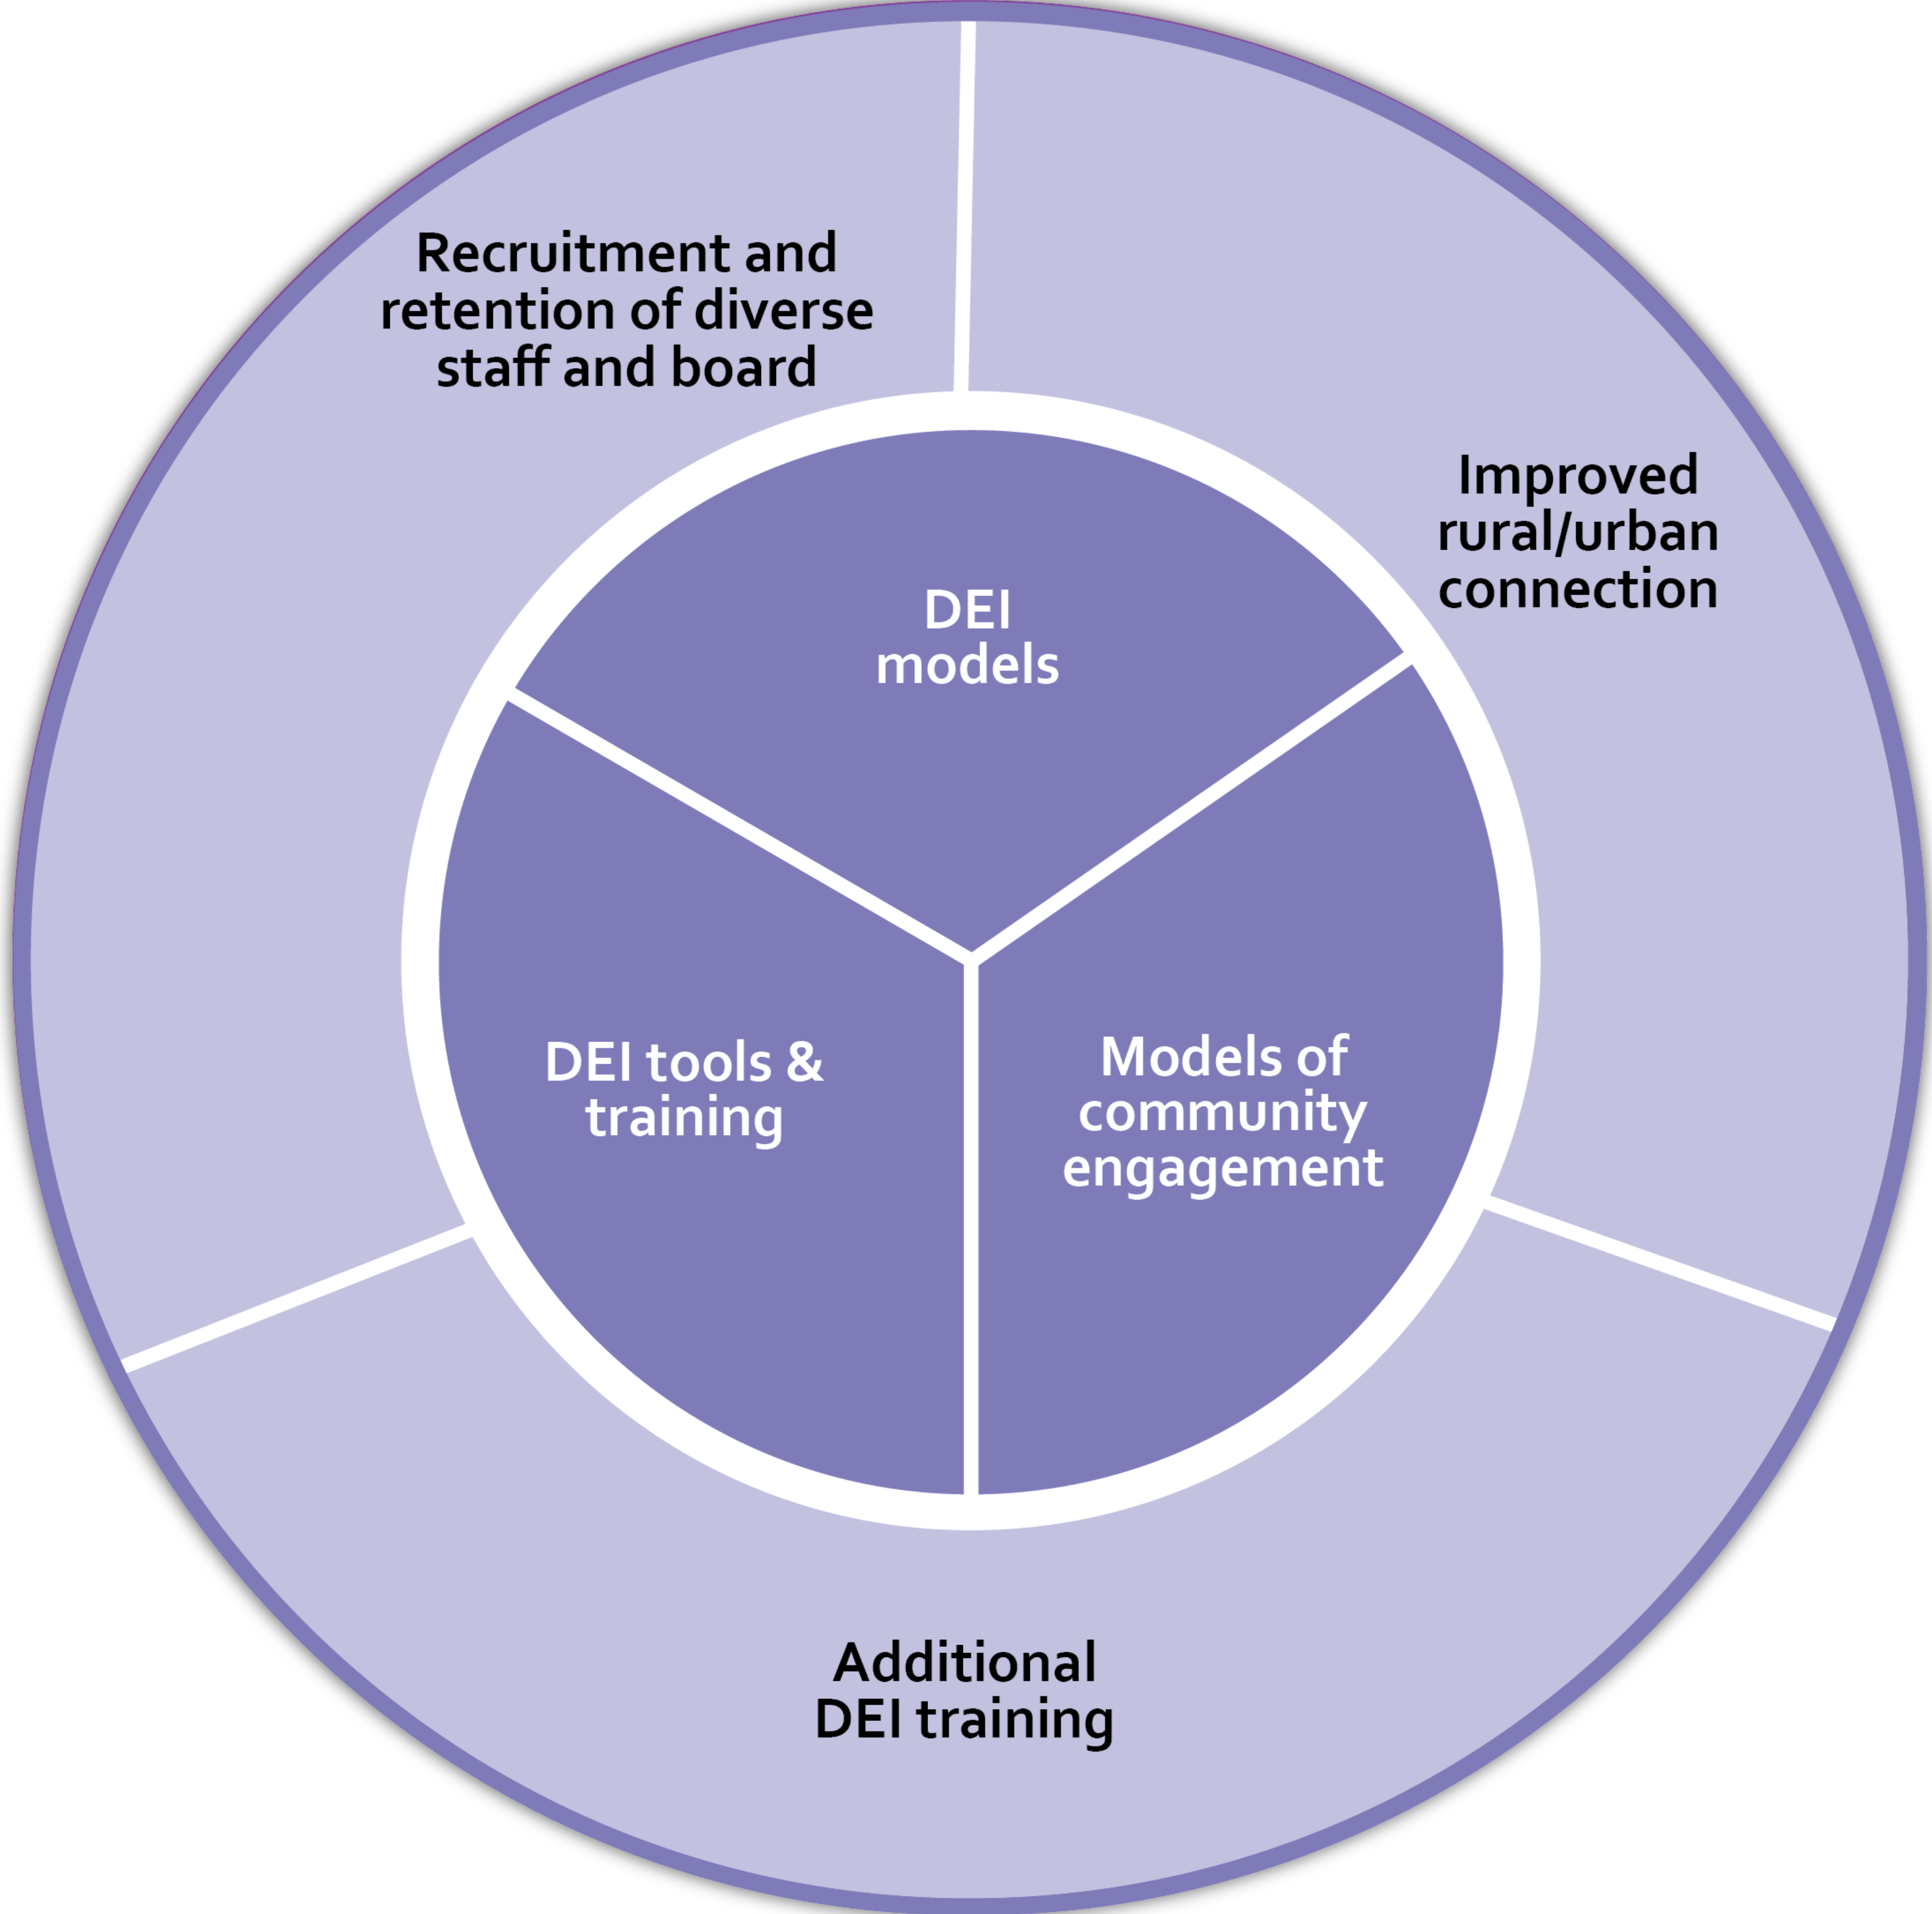 Recruitment and
retention of diverse
staff and board
Improved
rural/urban
connection
DEI
models
DEI tools &
training
Models of
community
engagement
Additional
DEI training